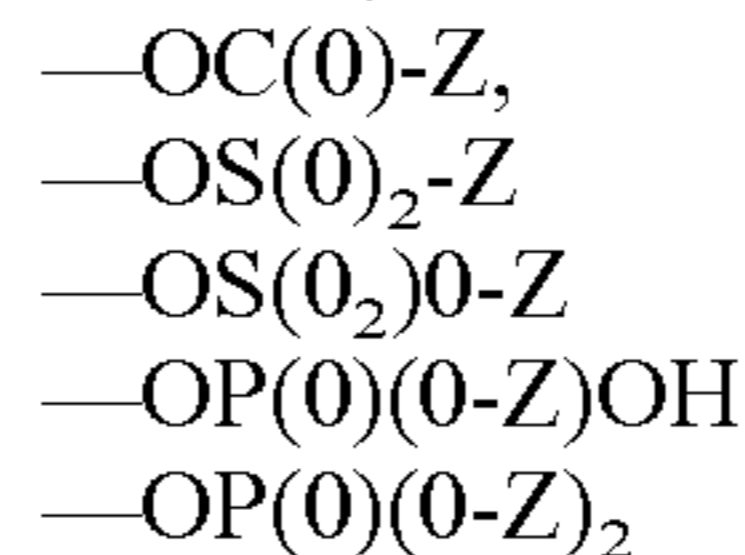 —OC(0)-Z,
—OS(0)₂-Z
—OS(0₂)0-Z
—OP(0)(0-Z)OH
—OP(0)(0-Z)₂